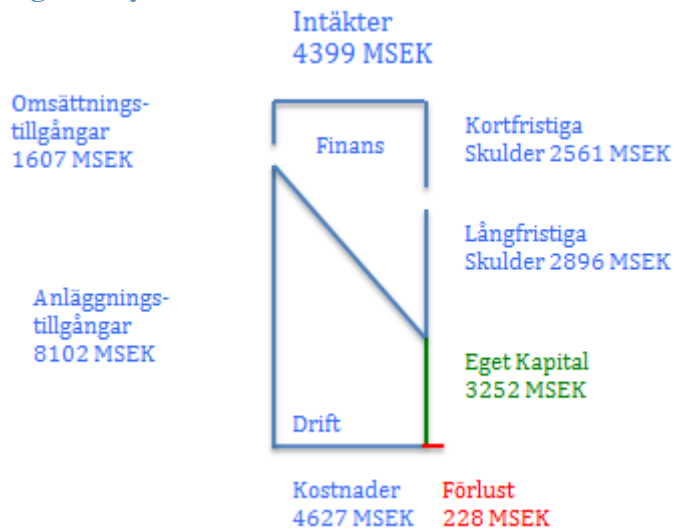 Intäkter
4399 MSEK
Omsättnings-
tillgångar
1607 MSEK
Finans
Kortfristiga
Skulder 2561 MSEK
Långfristiga
Skulder 2896 MSEK
Anläggnings-
tillgångar
8102 MSEK
Eget Kapital
3252 MSEK
Drift
Kostnader
4627 MSEK
Förlust
228 MSEK